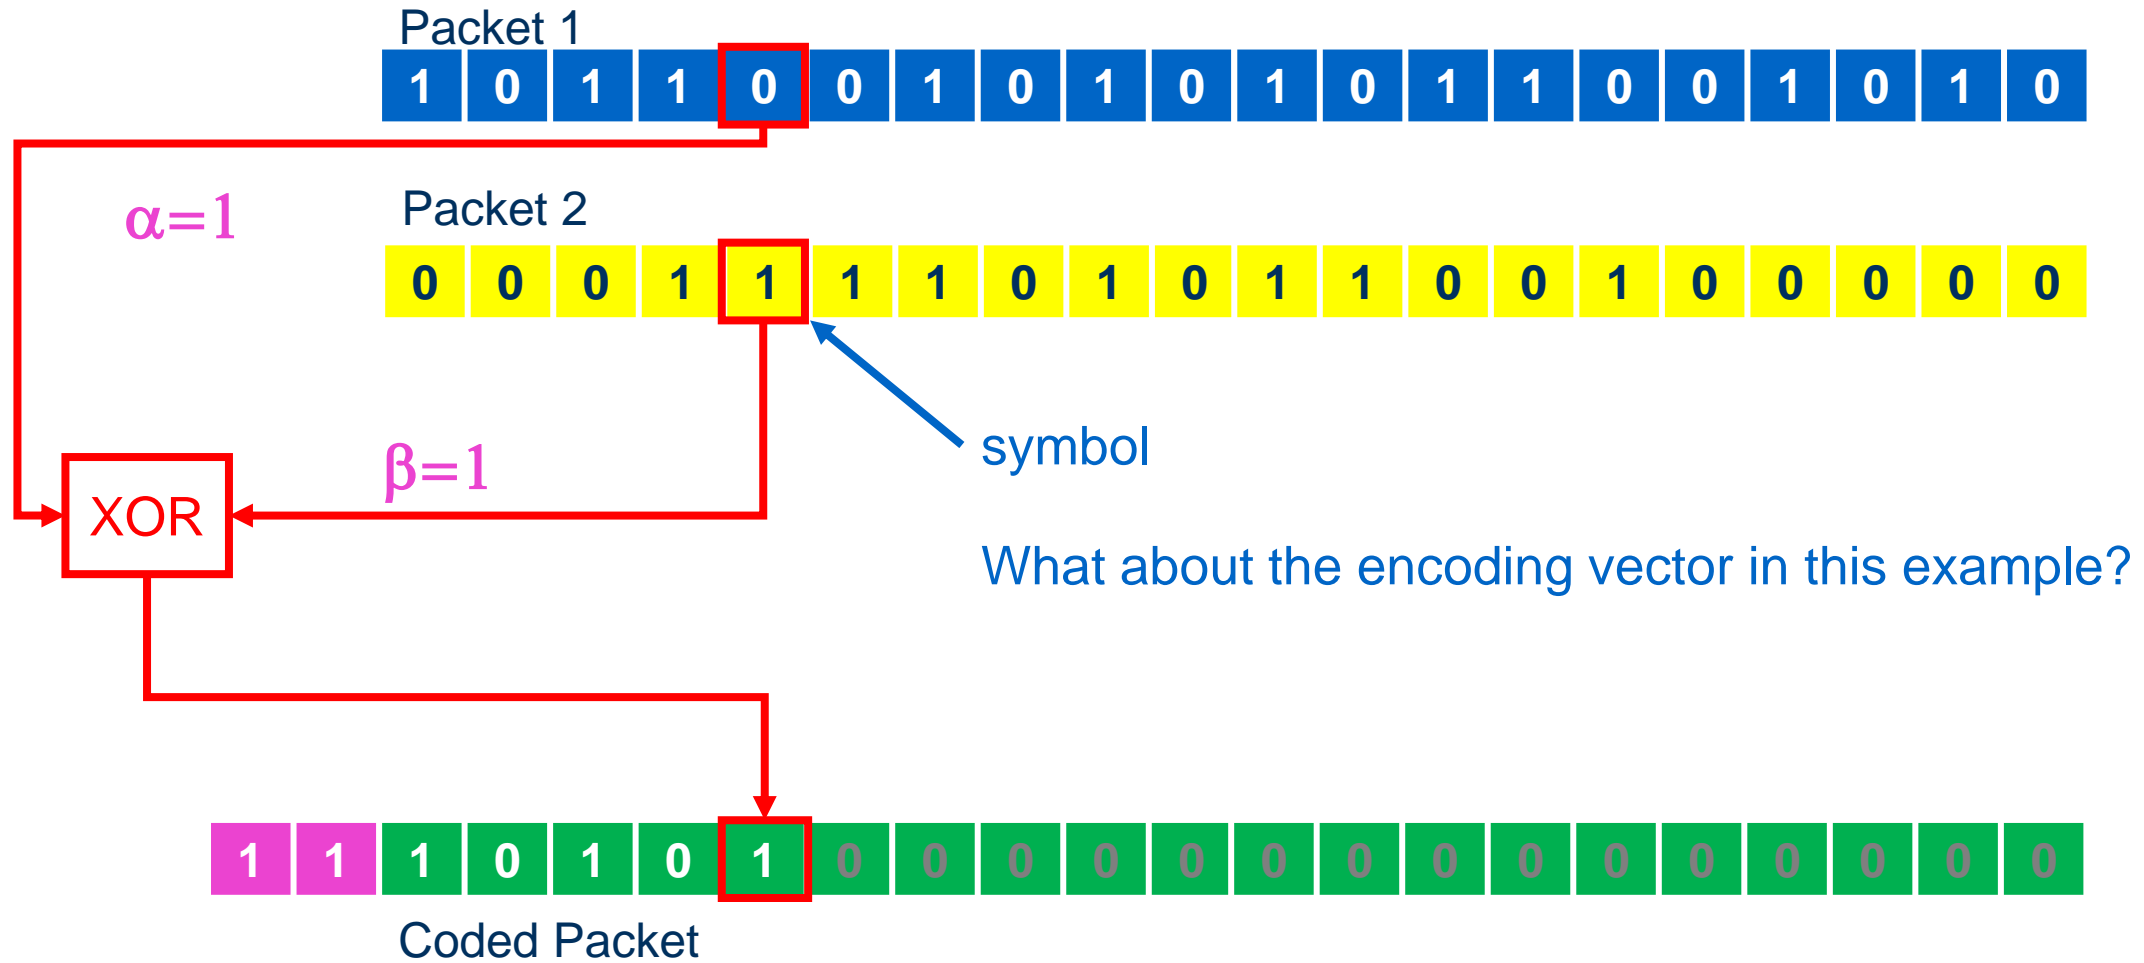 Packet 1
1 0 1 1 0 0 1 0 1 0 1 0 1 1 0 0 1 0 1 0
α=1
Packet 2
0 0 0 1 1 1 1 0 1 0 1 1 0 0 1 0 0 0 0 0
symbol
β=1
XOR
What about the encoding vector in this example?
1 1 1 0 1 0 1 0 0 0 0 0 0 0 0 0 0 0 0 0 0 0
Coded Packet